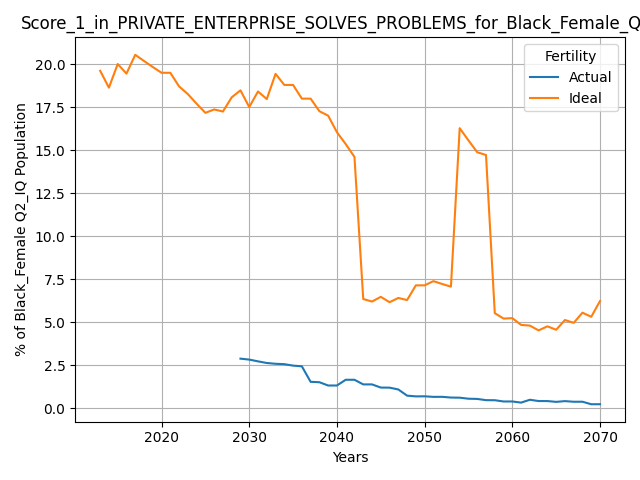 Score_1_in_PRIVATE_ENTERPRISE_SOLVES_PROBLEMS_for_Black_Female_Q
Fertility
Actual
Ideal
% of Black_Female Q2_IQ Population
20.0
17.5
15.0
12.5
10.0
7.5
5.0
2.5
0.0
2020 2030 2040 2050 2060 2070
Years